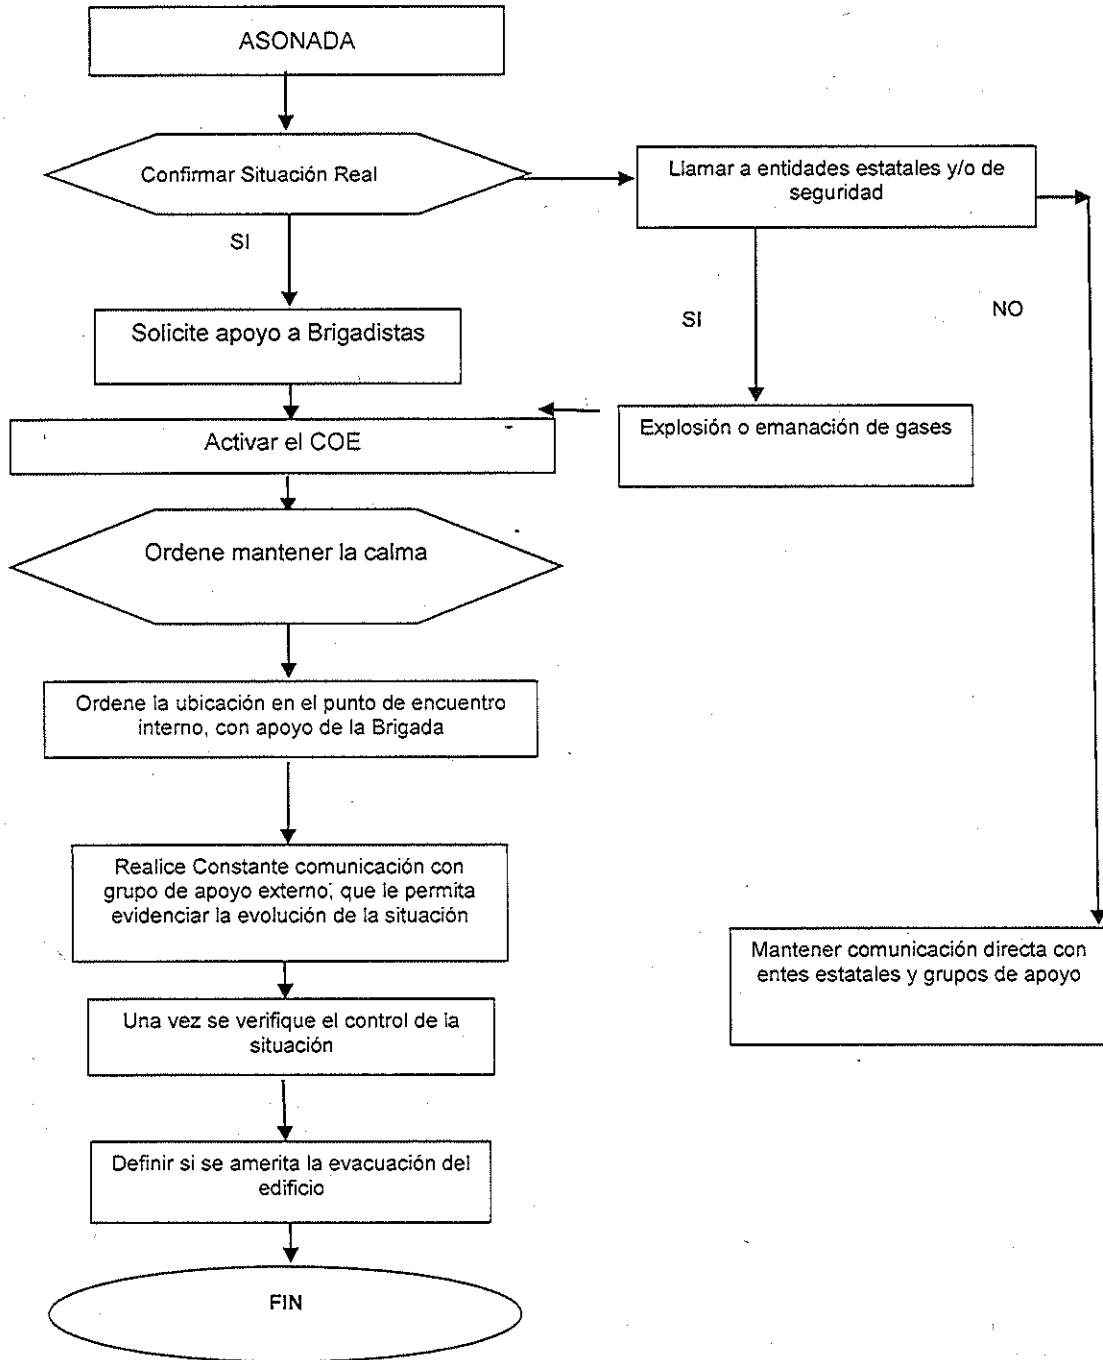 ASONADA
Confirmar Situación Real
Llamar a entidades estatales y/o de
seguridad
SI
SI
NO
Solicite apoyo a Brigadistas
Activar el COE
Explosión o emanación de gases
Ordene mantener la calma
Ordene la ubicación en el punto de encuentro
interno, con apoyo de la Brigada
Realice Constante comunicación con
grupo de apoyo externo, que le permita
evidenciar la evolución de la situación
Mantener comunicación directa con
entes estatales y grupos de apoyo
Una vez se verifique el control de la
situación
Definir si se amerita la evacuación del
edificio
FIN